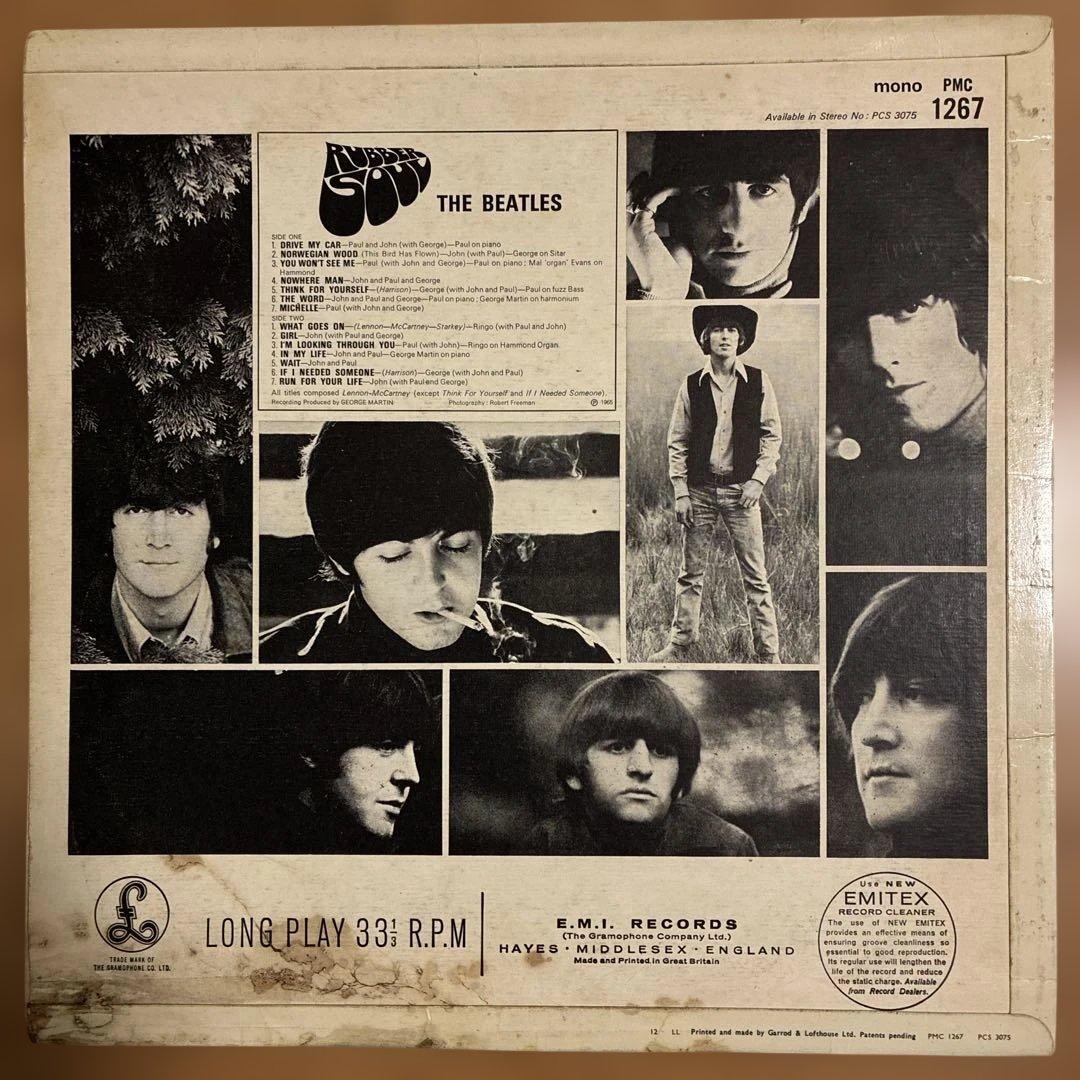 mono PMC
Available in Stereo No: PCS 3075 1267
RUBBER
SOUL
THE BEATLES
SIDE ONE
1. DRIVE MY CAR—Paul and John (with George)—Paul on piano
2. NORWEGIAN WOOD (This Bird Has Flown)—John (with Paul)—George on Sitar
3. YOU WON'T SEE ME—Paul (with John and George)—Paul on piano; Mal 'organ' Evans on
Hammond
4. NOWHERE MAN—John and Paul and George
5. THINK FOR YOURSELF—(Harrison)—George (with John and Paul)—Paul on fuzz Bass
6. THE WORD—John and Paul and George—Paul on piano; George Martin on harmonium
7. MICHELLE—Paul (with John and George)
SIDE TWO
1. WHAT GOES ON—(Lennon—McCartney—Starkey)—Ringo (with Paul and John)
2. GIRL—John (with Paul and George)
3. I'M LOOKING THROUGH YOU—Paul (with John)—Ringo on Hammond Organ.
4. IN MY LIFE—John and Paul—George Martin on piano
5. WAIT—John and Paul
6. IF I NEEDED SOMEONE—(Harrison)—George (with John and Paul)
7. RUN FOR YOUR LIFE—John (with Paul and George)
All titles composed Lennon-McCartney (except Think For Yourself and If I Needed Someone).
Recording Produced by GEORGE MARTIN Photography: Robert Freeman ℗ 1965
£
TRADE MARK OF
THE GRAMOPHONE CO. LTD.
LONG PLAY 33⅓ R.P.M
E.M.I. RECORDS
(The Gramophone Company Ltd.)
HAYES · MIDDLESEX · ENGLAND
Made and Printed in Great Britain
Use NEW
EMITEX
RECORD CLEANER
The use of NEW EMITEX
provides an effective means of
ensuring groove cleanliness so
essential to good reproduction.
Its regular use will lengthen the
life of the record and reduce
the static charge. Available
from Record Dealers.
12 LL Printed and made by Garrod & Lofthouse Ltd. Patents pending PMC 1267 PCS 3075